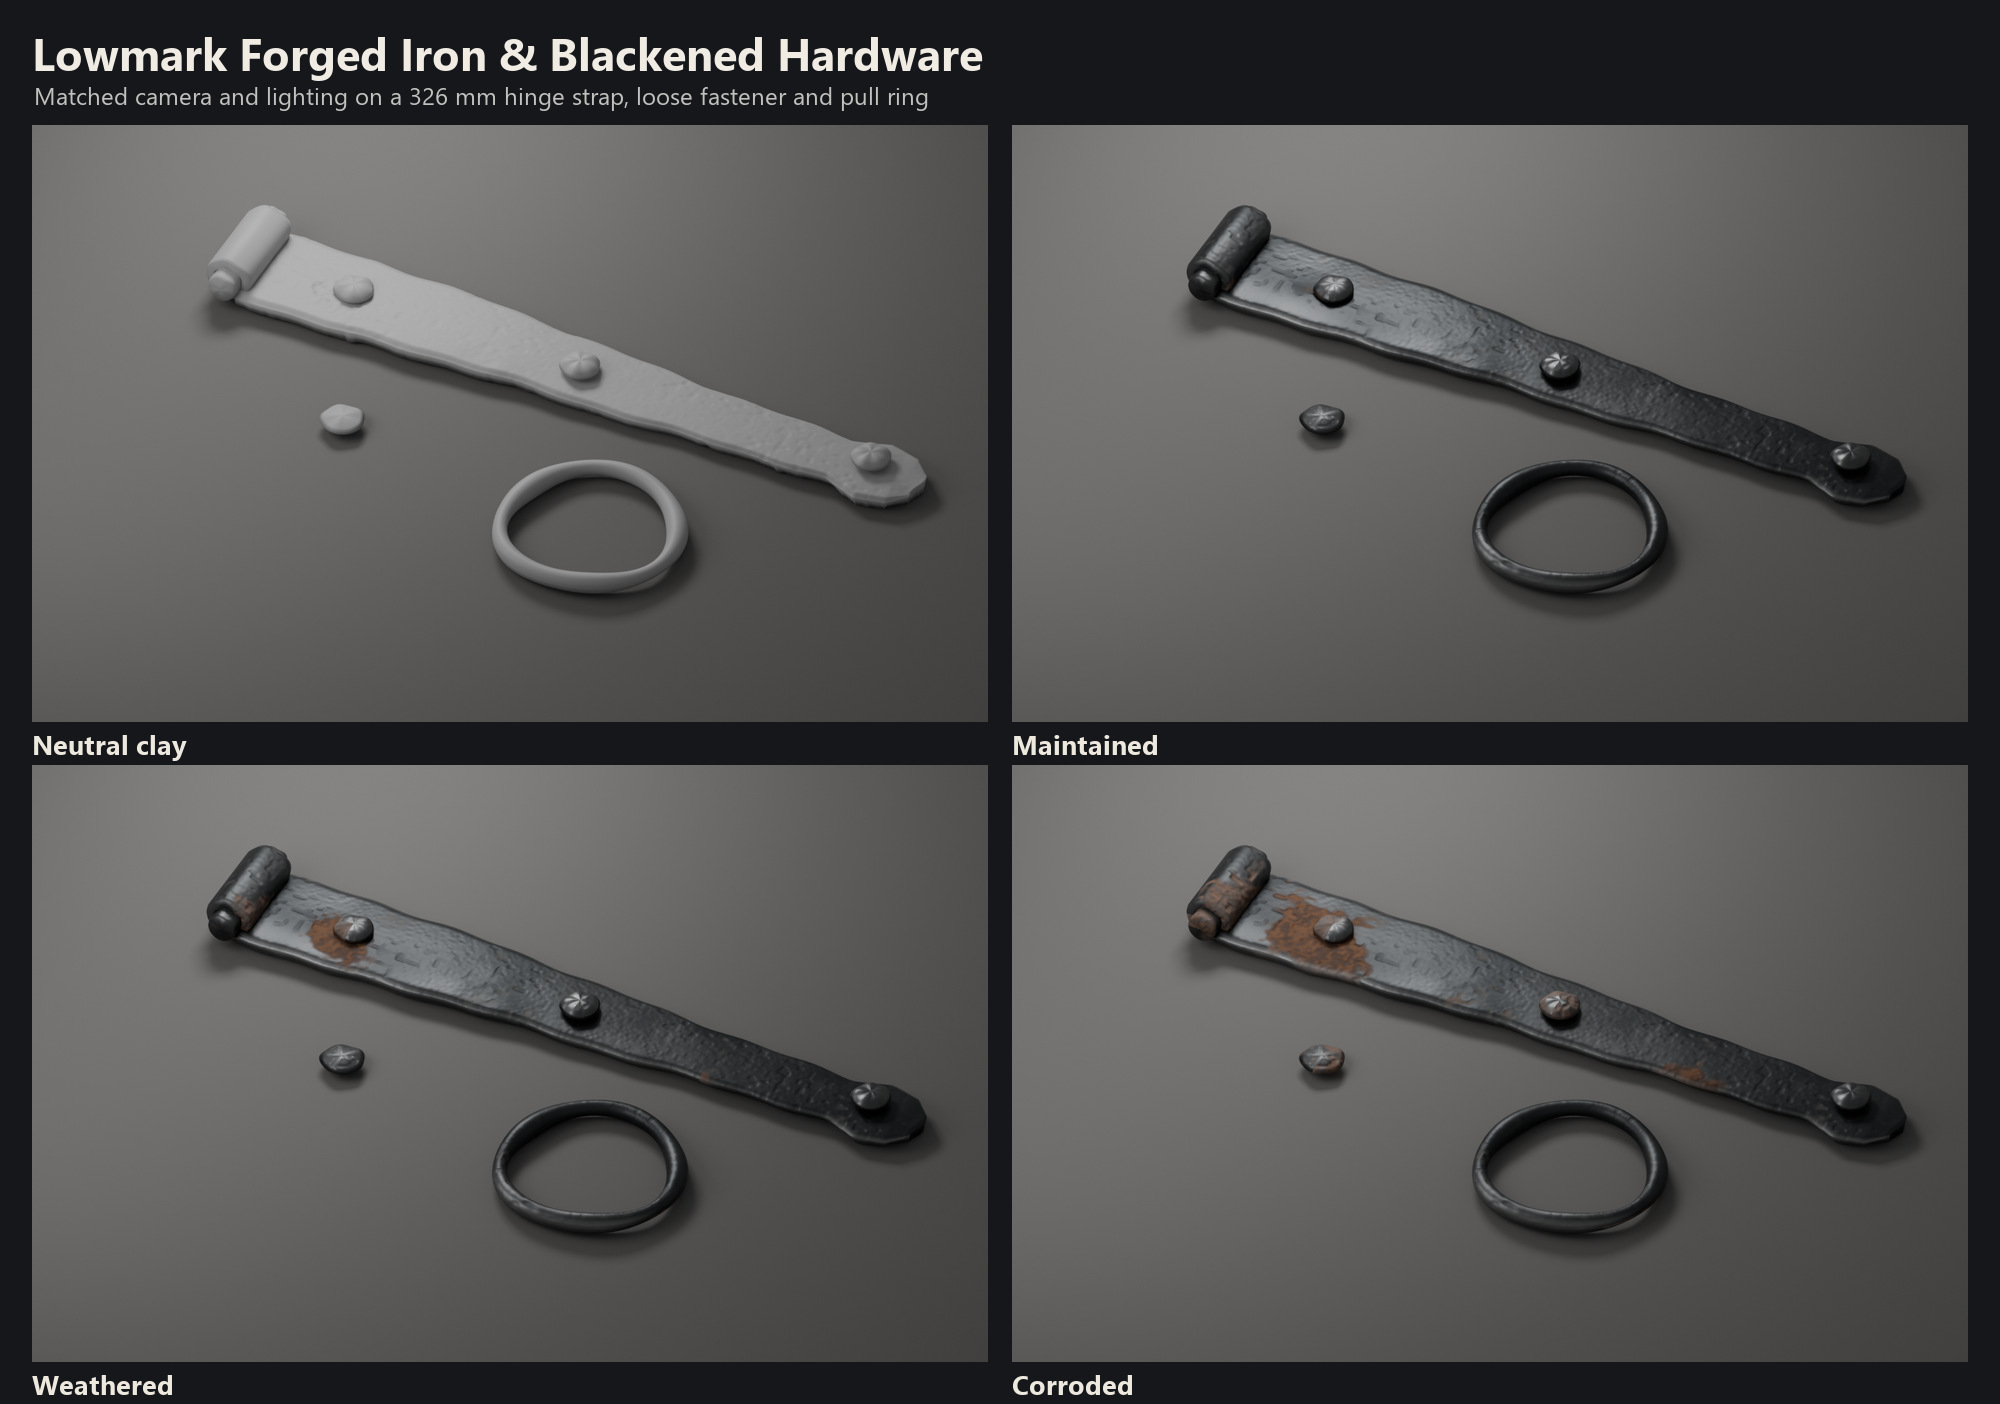 Lowmark Forged Iron & Blackened Hardware
Matched camera and lighting on a 326 mm hinge strap, loose fastener and pull ring
Neutral clay
Maintained
Weathered
Corroded